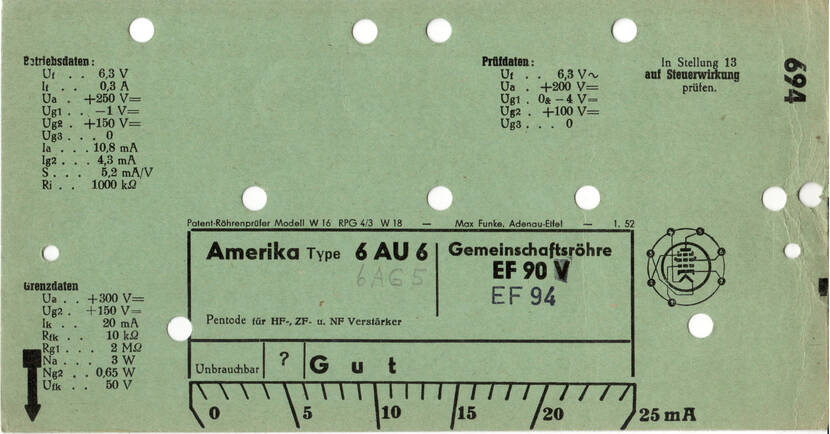 Betriebsdaten:
Uf . . 6,3 V
If . . 0,3 A
Ua . +250 V=
Ug1 . . —1 V=
Ug2 . +150 V=
Ug3 . . . 0
Ia . . . 10,8 mA
Ig2 . . 4,3 mA
S . . . 5,2 mA/V
Ri . . 1000 kΩ
Prüfdaten:
Uf . . 6,3 V~
Ua . +200 V=
Ug1 . 0& —4 V=
Ug2 . +100 V=
Ug3 . . . 0
In Stellung 13
auf Steuerwirkung
prüfen.
694
Patent-Röhrenprüfer Modell W 16 RPG 4/3 W 18 — Max Funke, Adenau-Eifel — 1. 52
Amerika Type 6 AU 6
6AG5
Gemeinschaftsröhre
EF 90 V
EF 94
Pentode für HF-, ZF- u. NF Verstärker
Grenzdaten
Ua . . +300 V=
Ug2 . +150 V=
Ik . . 20 mA
Rfk . . 10 kΩ
Rg1 . . 2 MΩ
Na . . . 3 W
Ng2 . . 0,65 W
Ufk . . 50 V
Unbrauchbar ? Gut
0 5 10 15 20 25 mA